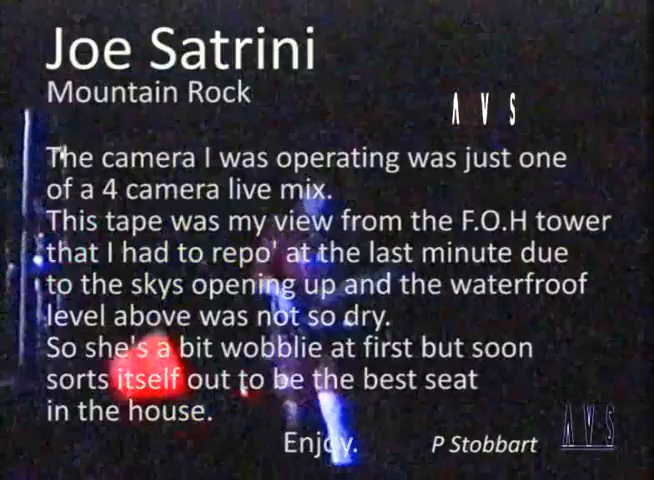 Joe Satrini
Mountain Rock
A V S
The camera I was operating was just one
of a 4 camera live mix.
This tape was my view from the F.O.H tower
that I had to repo' at the last minute due
to the skys opening up and the waterfroof
level above was not so dry.
So she's a bit wobblie at first but soon
sorts itself out to be the best seat
in the house.
Enjoy. P Stobbart
A V S